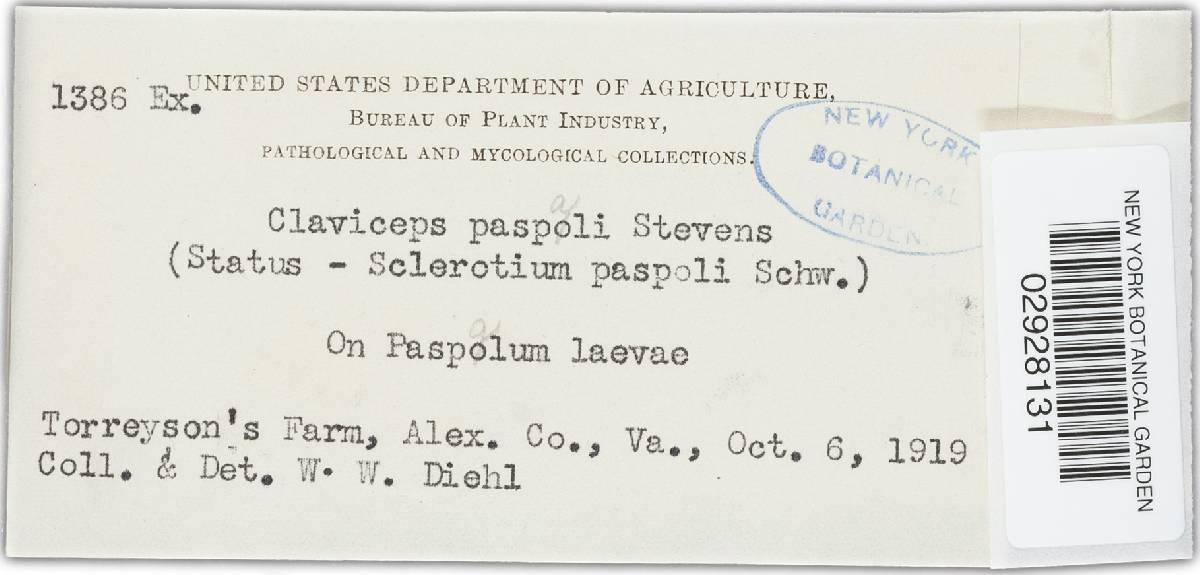 1386 Ex.
UNITED STATES DEPARTMENT OF AGRICULTURE,
BUREAU OF PLANT INDUSTRY,
PATHOLOGICAL AND MYCOLOGICAL COLLECTIONS.
NEW YORK
BOTANICAL
GARDEN
Claviceps paspoli Stevens
(Status - Sclerotium paspoli Schw.)
On Paspolum laevae
Torreyson's Farm, Alex. Co., Va., Oct. 6, 1919
Coll. & Det. W. W. Diehl
NEW YORK BOTANICAL GARDEN
02928131